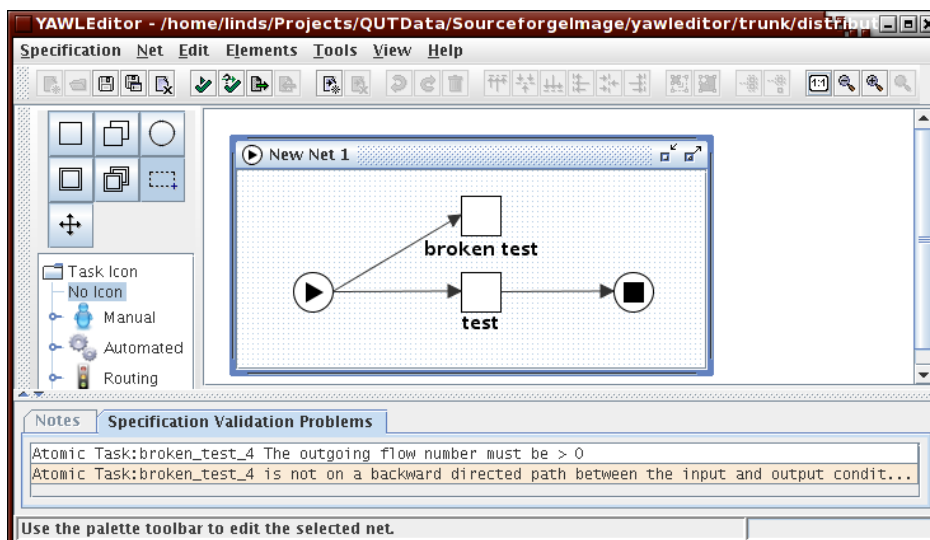 YAWLEditor - /home/linds/Projects/QUTData/SourceforgeImage/yawleditor/trunk/distribut
Specification Net Edit Elements Tools View Help
1:1
New Net 1
broken test
test
Task Icon
No Icon
Manual
Automated
Routing
Notes Specification Validation Problems
Atomic Task:broken_test_4 The outgoing flow number must be > 0
Atomic Task:broken_test_4 is not on a backward directed path between the input and output condit...
Use the palette toolbar to edit the selected net.